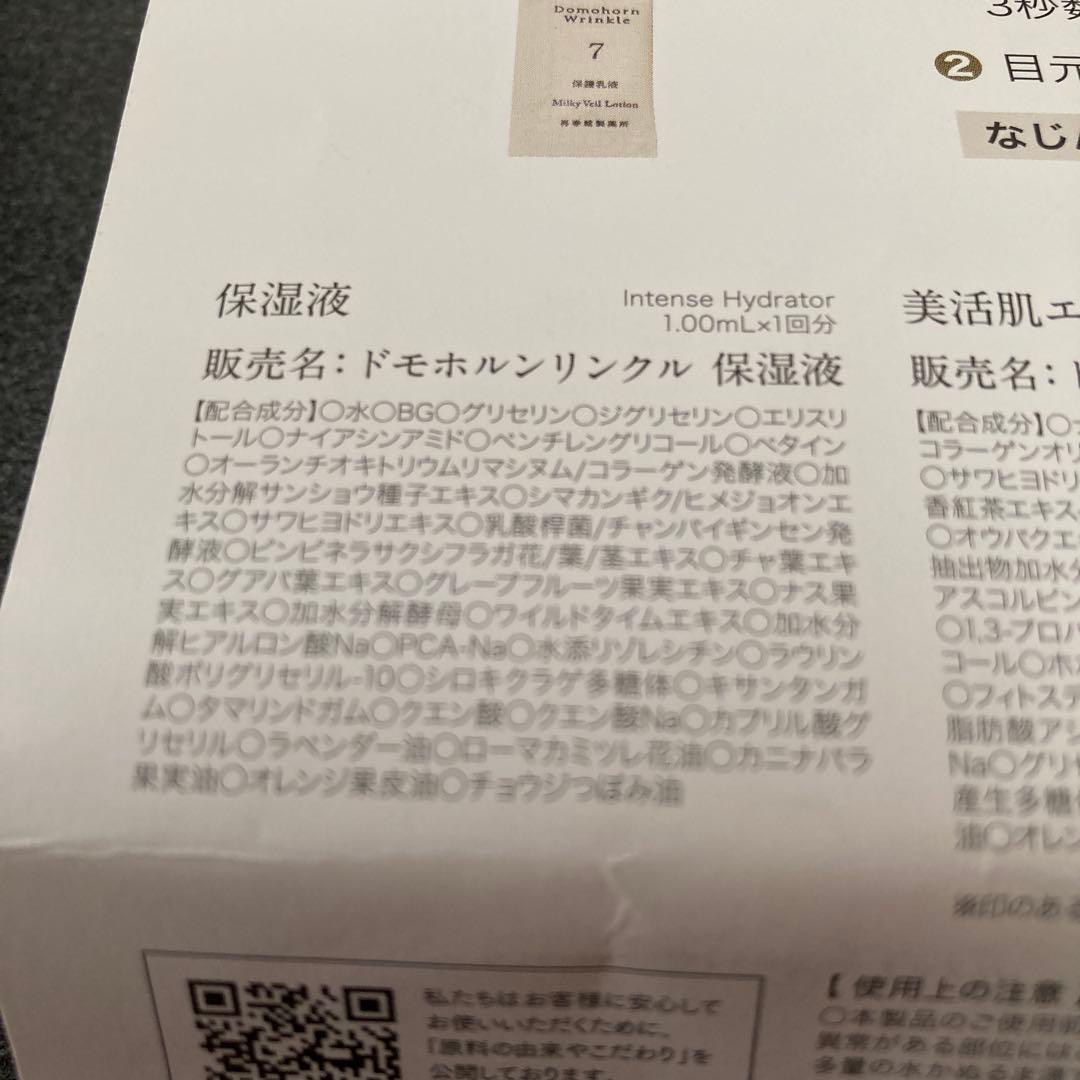 Domohorn
Wrinkle
7
保護乳液
Milky Veil Lotion
再春館製薬所
3秒
❷ 目元
なじ
保湿液
Intense Hydrator
1.00mL×1回分
販売名：ドモホルンリンクル 保湿液
【配合成分】○水○BG○グリセリン○ジグリセリン○エリスリ
トール○ナイアシンアミド○ペンチレングリコール○ベタイン
○オーランチオキトリウムリマシヌム/コラーゲン発酵液○加
水分解サンショウ種子エキス○シマカンギク/ヒメジョオンエ
キス○サワヒヨドリエキス○乳酸桿菌/チャンパイギンセン発
酵液○ピンピネラサクシフラガ花/葉/茎エキス○チャ葉エキ
ス○グアバ葉エキス○グレープフルーツ果実エキス○ナス果
実エキス○加水分解酵母○ワイルドタイムエキス○加水分
解ヒアルロン酸Na○PCA-Na○水添リゾレシチン○ラウリン
酸ポリグリセリル-10○シロキクラゲ多糖体○キサンタンガ
ム○タマリンドガム○クエン酸○クエン酸Na○カプリル酸グ
リセリル○ラベンダー油○ローマカミツレ花油○カニナバラ
果実油○オレンジ果皮油○チョウジつぼみ油
美活肌エ
販売名：
【配合成分】○
コラーゲンオリ
○サワヒヨドリ
香紅茶エキス
○オウバクエ
抽出物加水分
アスコルビン
○1,3-プロパ
コール○水
○フィトステ
脂肪酸アシ
Na○グリセ
産生多糖
油○オレン
※印のある
私たちはお客様に安心して
お使いいただくために、
「原料の由来やこだわり」を
公開しております。
【使用上の注意
○本製品のご使用前
異常がある部位には